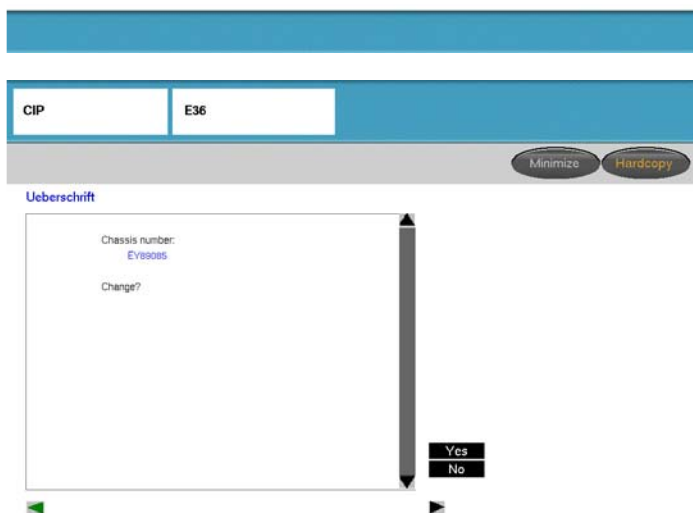 CIP E36
Minimize Hardcopy
Ueberschrift
Chassis number:
EY89085
Change?
Yes
No